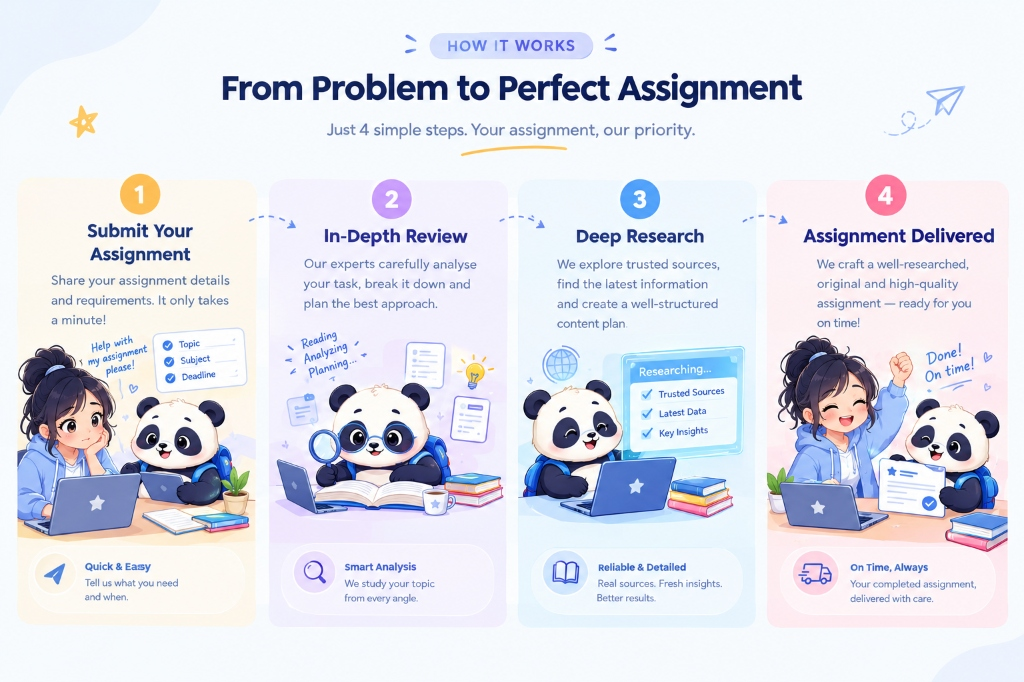 HOW IT WORKS
From Problem to Perfect Assignment
Just 4 simple steps. Your assignment, our priority.
1
Submit Your
Assignment
Share your assignment details
and requirements. It only takes
a minute!
Help with
my assignment
please!
Topic
Subject
Deadline
Quick & Easy
Tell us what you need
and when.
2
In-Depth Review
Our experts carefully analyse
your task, break it down and
plan the best approach.
Reading
Analyzing
Planning...
Smart Analysis
We study your topic
from every angle.
3
Deep Research
We explore trusted sources,
find the latest information
and create a well-structured
content plan.
Researching...
Trusted Sources
Latest Data
Key Insights
Reliable & Detailed
Real sources. Fresh insights.
Better results.
4
Assignment Delivered
We craft a well-researched,
original and high-quality
assignment — ready for you
on time!
Done!
On time!
On Time, Always
Your completed assignment,
delivered with care.